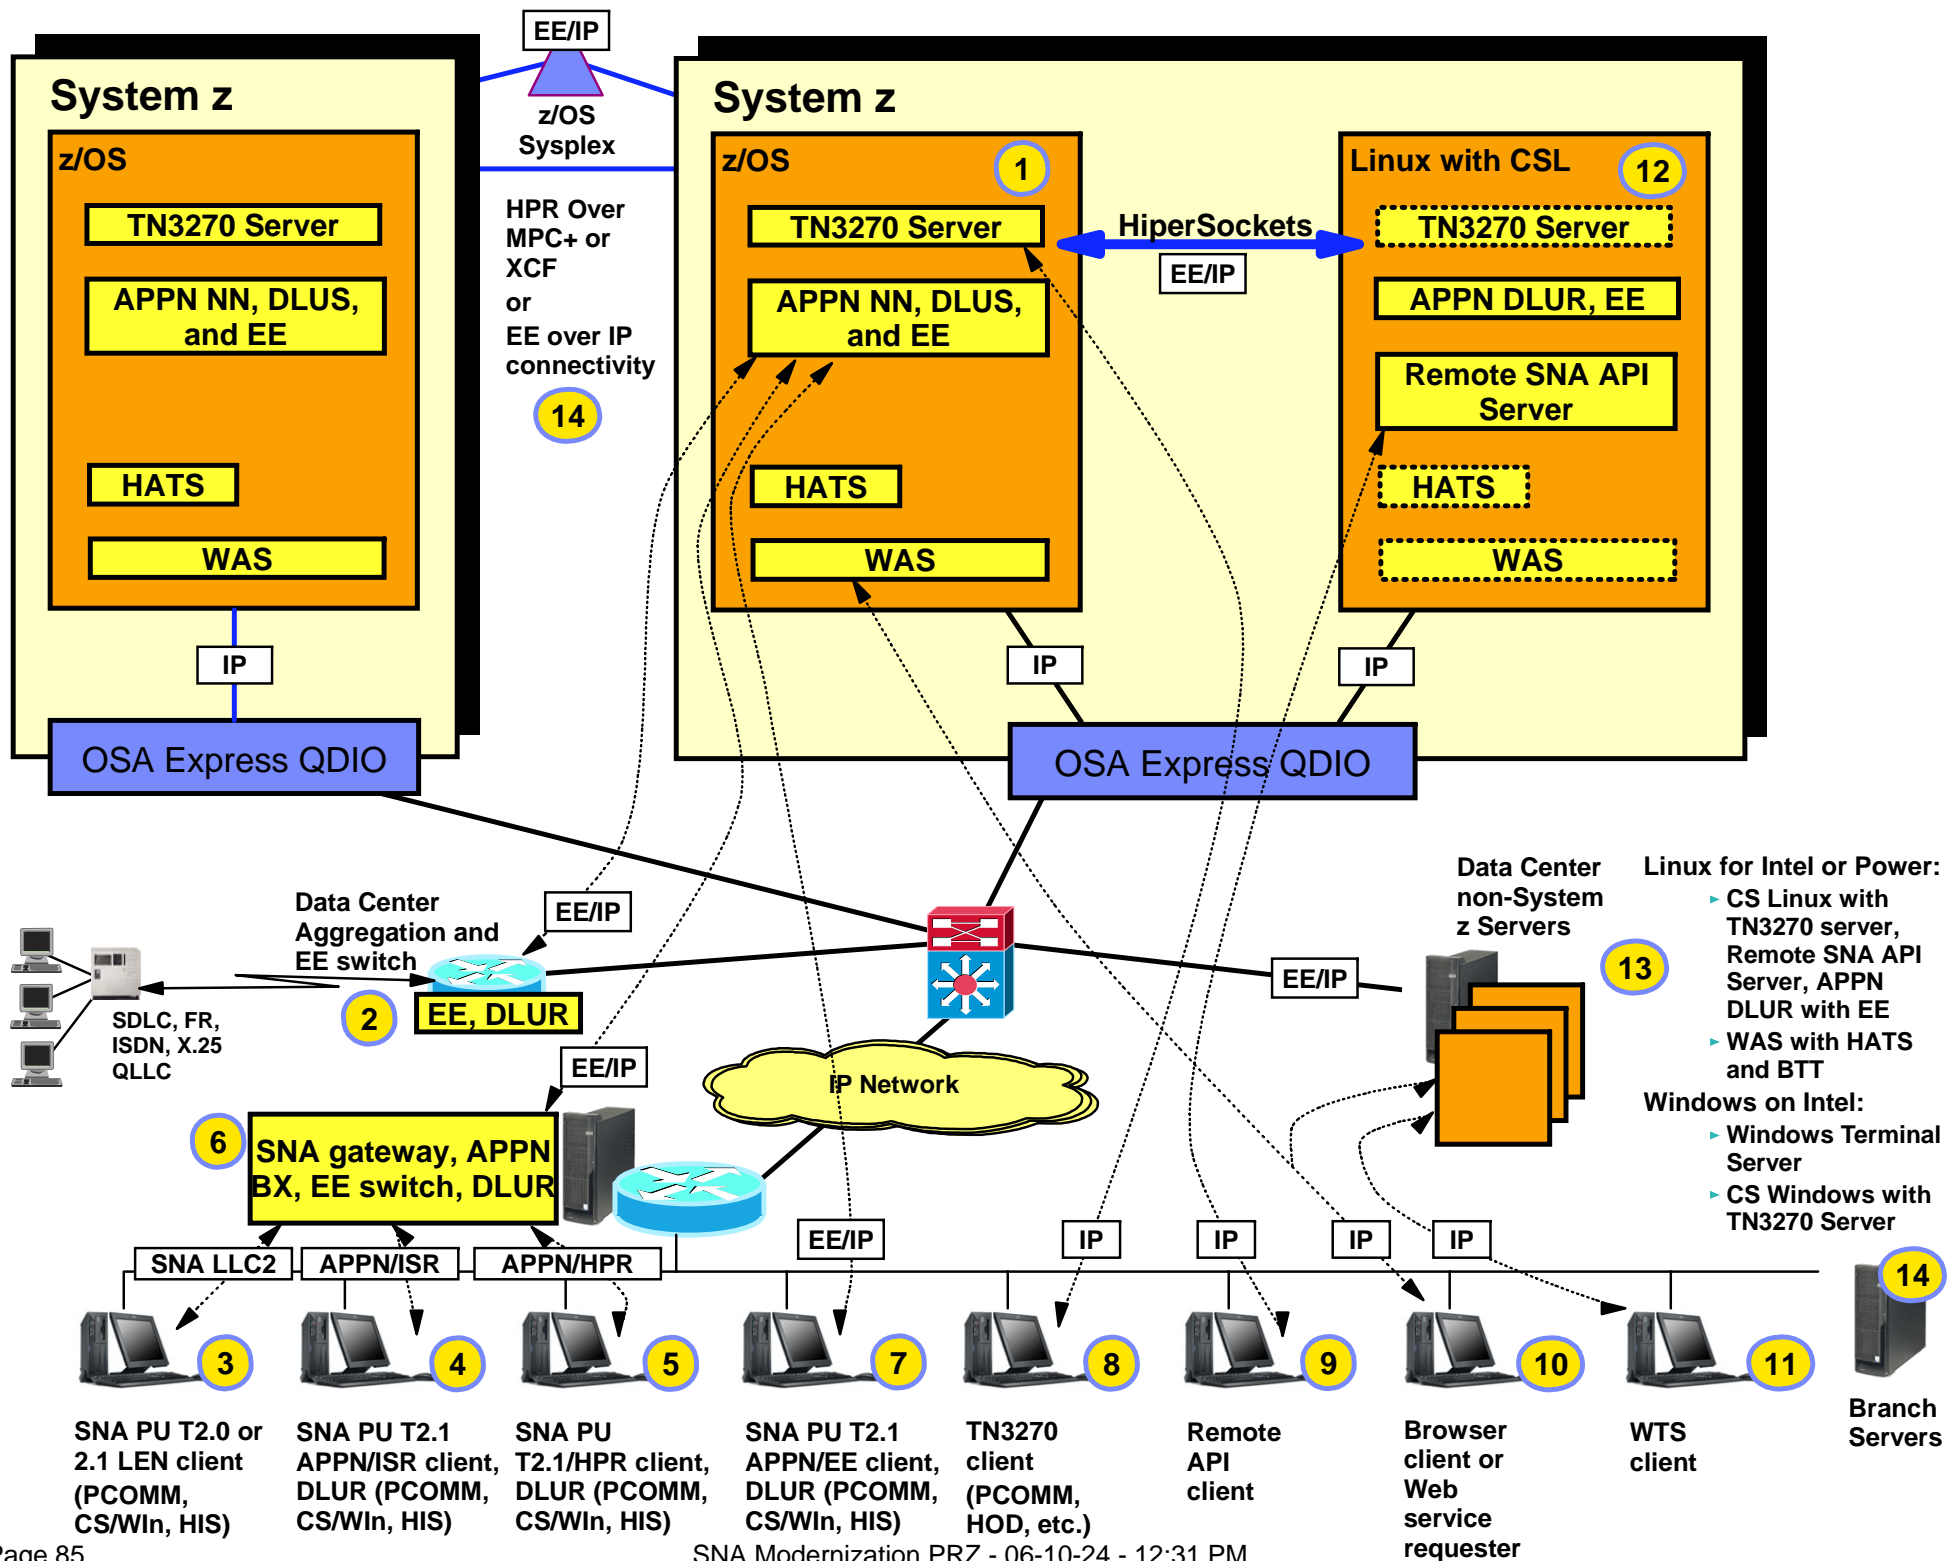 EE/IP
System z
z/OS
Sysplex
System z
z/OS
z/OS
1
Linux with CSL
12
TN3270 Server
APPN NN, DLUS,
and EE
HATS
WAS
HPR Over
MPC+ or
XCF
or
EE over IP
connectivity
14
TN3270 Server
APPN NN, DLUS,
and EE
HATS
WAS
HiperSockets
EE/IP
TN3270 Server
APPN DLUR, EE
Remote SNA API
Server
HATS
WAS
IP
IP
IP
OSA Express QDIO
OSA Express QDIO
Data Center
Aggregation and
EE switch
EE/IP
2
EE, DLUR
SDLC, FR,
ISDN, X.25
QLLC
EE/IP
IP Network
EE/IP
Data Center
non-System
z Servers
13
Linux for Intel or Power:
CS Linux with
TN3270 server,
Remote SNA API
Server, APPN
DLUR with EE
WAS with HATS
and BTT
Windows on Intel:
Windows Terminal
Server
CS Windows with
TN3270 Server
6
SNA gateway, APPN
BX, EE switch, DLUR
SNA LLC2
APPN/ISR
APPN/HPR
EE/IP
IP
IP
IP
IP
3
4
5
7
8
9
10
11
14
SNA PU T2.0 or
2.1 LEN client
(PCOMM,
CS/WIn, HIS)
SNA PU T2.1
APPN/ISR client,
DLUR (PCOMM,
CS/WIn, HIS)
SNA PU
T2.1/HPR client,
DLUR (PCOMM,
CS/WIn, HIS)
SNA PU T2.1
APPN/EE client,
DLUR (PCOMM,
CS/WIn, HIS)
TN3270
client
(PCOMM,
HOD, etc.)
Remote
API
client
Browser
client or
Web
service
requester
WTS
client
Branch
Servers
Page 85
SNA Modernization PRZ - 06-10-24 - 12:31 PM